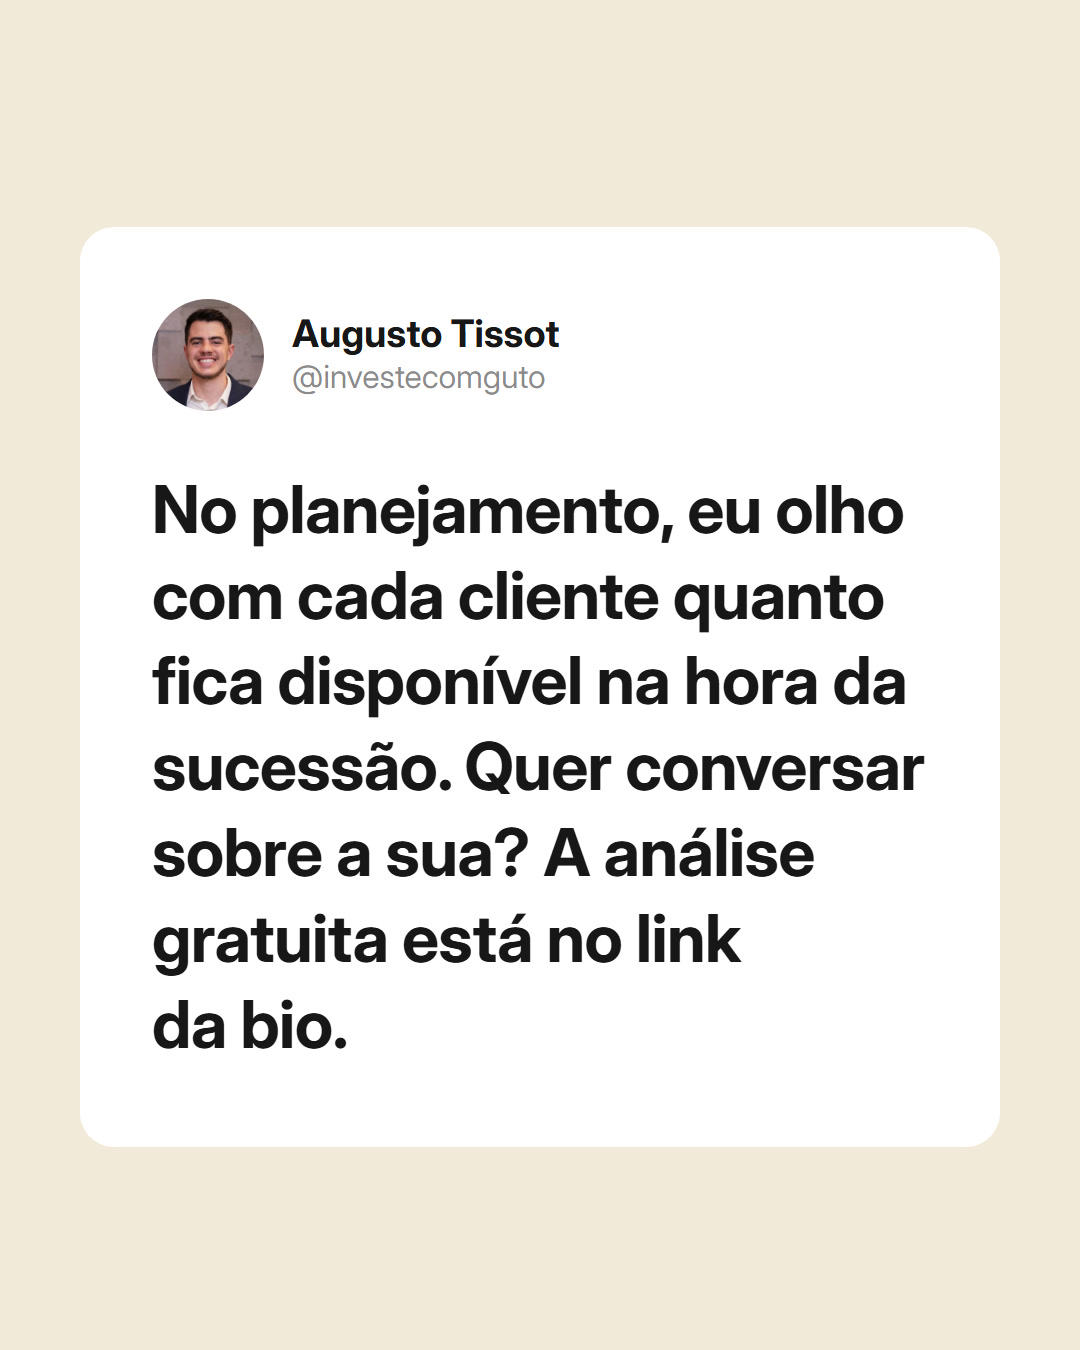 Augusto Tissot
@investecomguto
No planejamento, eu olho
com cada cliente quanto
fica disponível na hora da
sucessão. Quer conversar
sobre a sua? A análise
gratuita está no link
da bio.